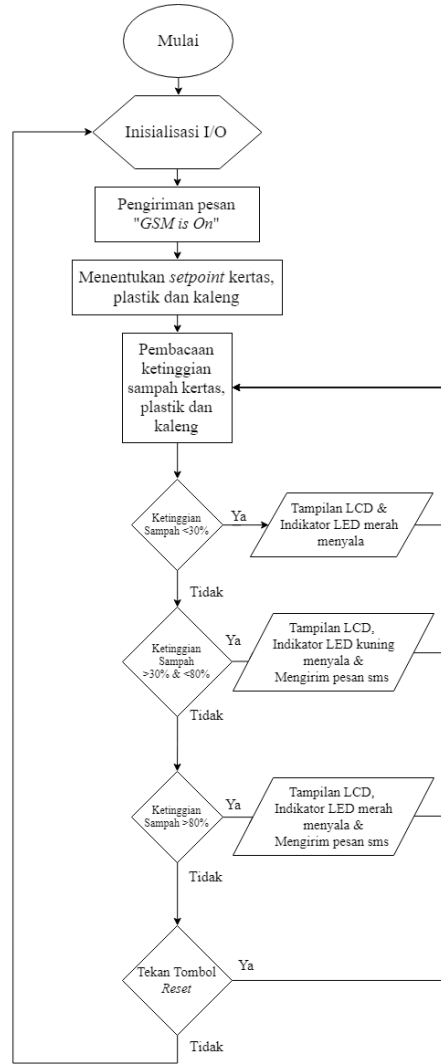 Mulai
Inisialisasi I/O
Pengiriman pesan
"GSM is On"
Menentukan setpoint kertas,
plastik dan kaleng
Pembacaan
ketinggian
sampah kertas,
plastik dan
kaleng
Ketinggian
Sampah <30%
Ya
Tampilan LCD &
Indikator LED merah
menyala
Tidak
Ketinggian
Sampah
>30% & <80%
Ya
Tampilan LCD,
Indikator LED kuning
menyala &
Mengirim pesan sms
Tidak
Ketinggian
Sampah >80%
Ya
Tampilan LCD,
Indikator LED merah
menyala &
Mengirim pesan sms
Tidak
Tekan Tombol
Reset
Ya
Tidak